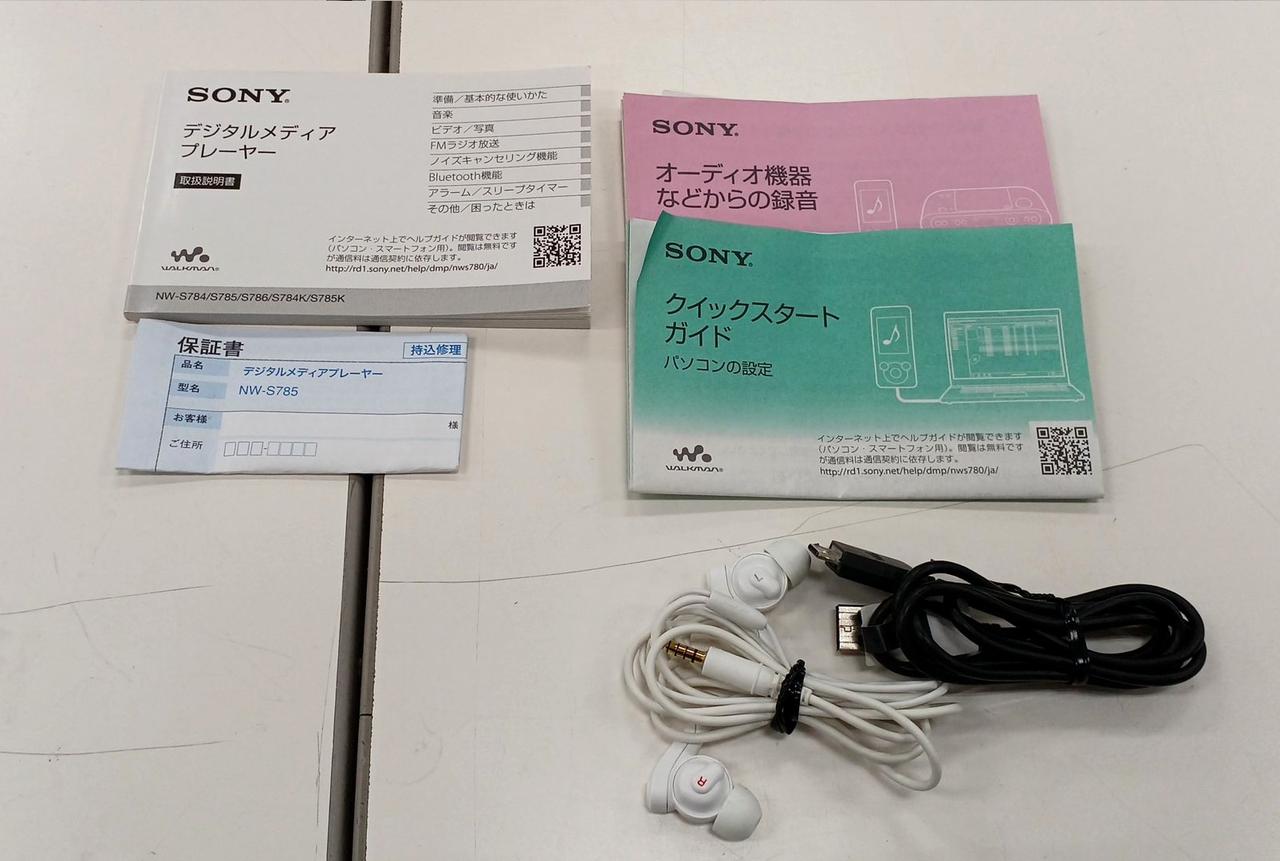 SONY
デジタルメディア
プレーヤー
取扱説明書
準備／基本的な使いかた
音楽
ビデオ／写真
FMラジオ放送
ノイズキャンセリング機能
Bluetooth機能
アラーム／スリープタイマー
その他／困ったときは
インターネット上でヘルプガイドが閲覧できます
（パソコン・スマートフォン用）。閲覧は無料です
が通信料は通信契約に依存します。
http://rd1.sony.net/help/dmp/nws780/ja/
WALKMAN
NW-S784/S785/S786/S784K/S785K
保証書
持込修理
品名
デジタルメディアプレーヤー
型名
NW-S785
お客様
様
ご住所
SONY
オーディオ機器
などからの録音
SONY
クイックスタート
ガイド
パソコンの設定
インターネット上でヘルプガイドが閲覧できます
（パソコン・スマートフォン用）。閲覧は無料です
が通信料は通信契約に依存します。
http://rd1.sony.net/help/dmp/nws780/ja/
WALKMAN
L
R